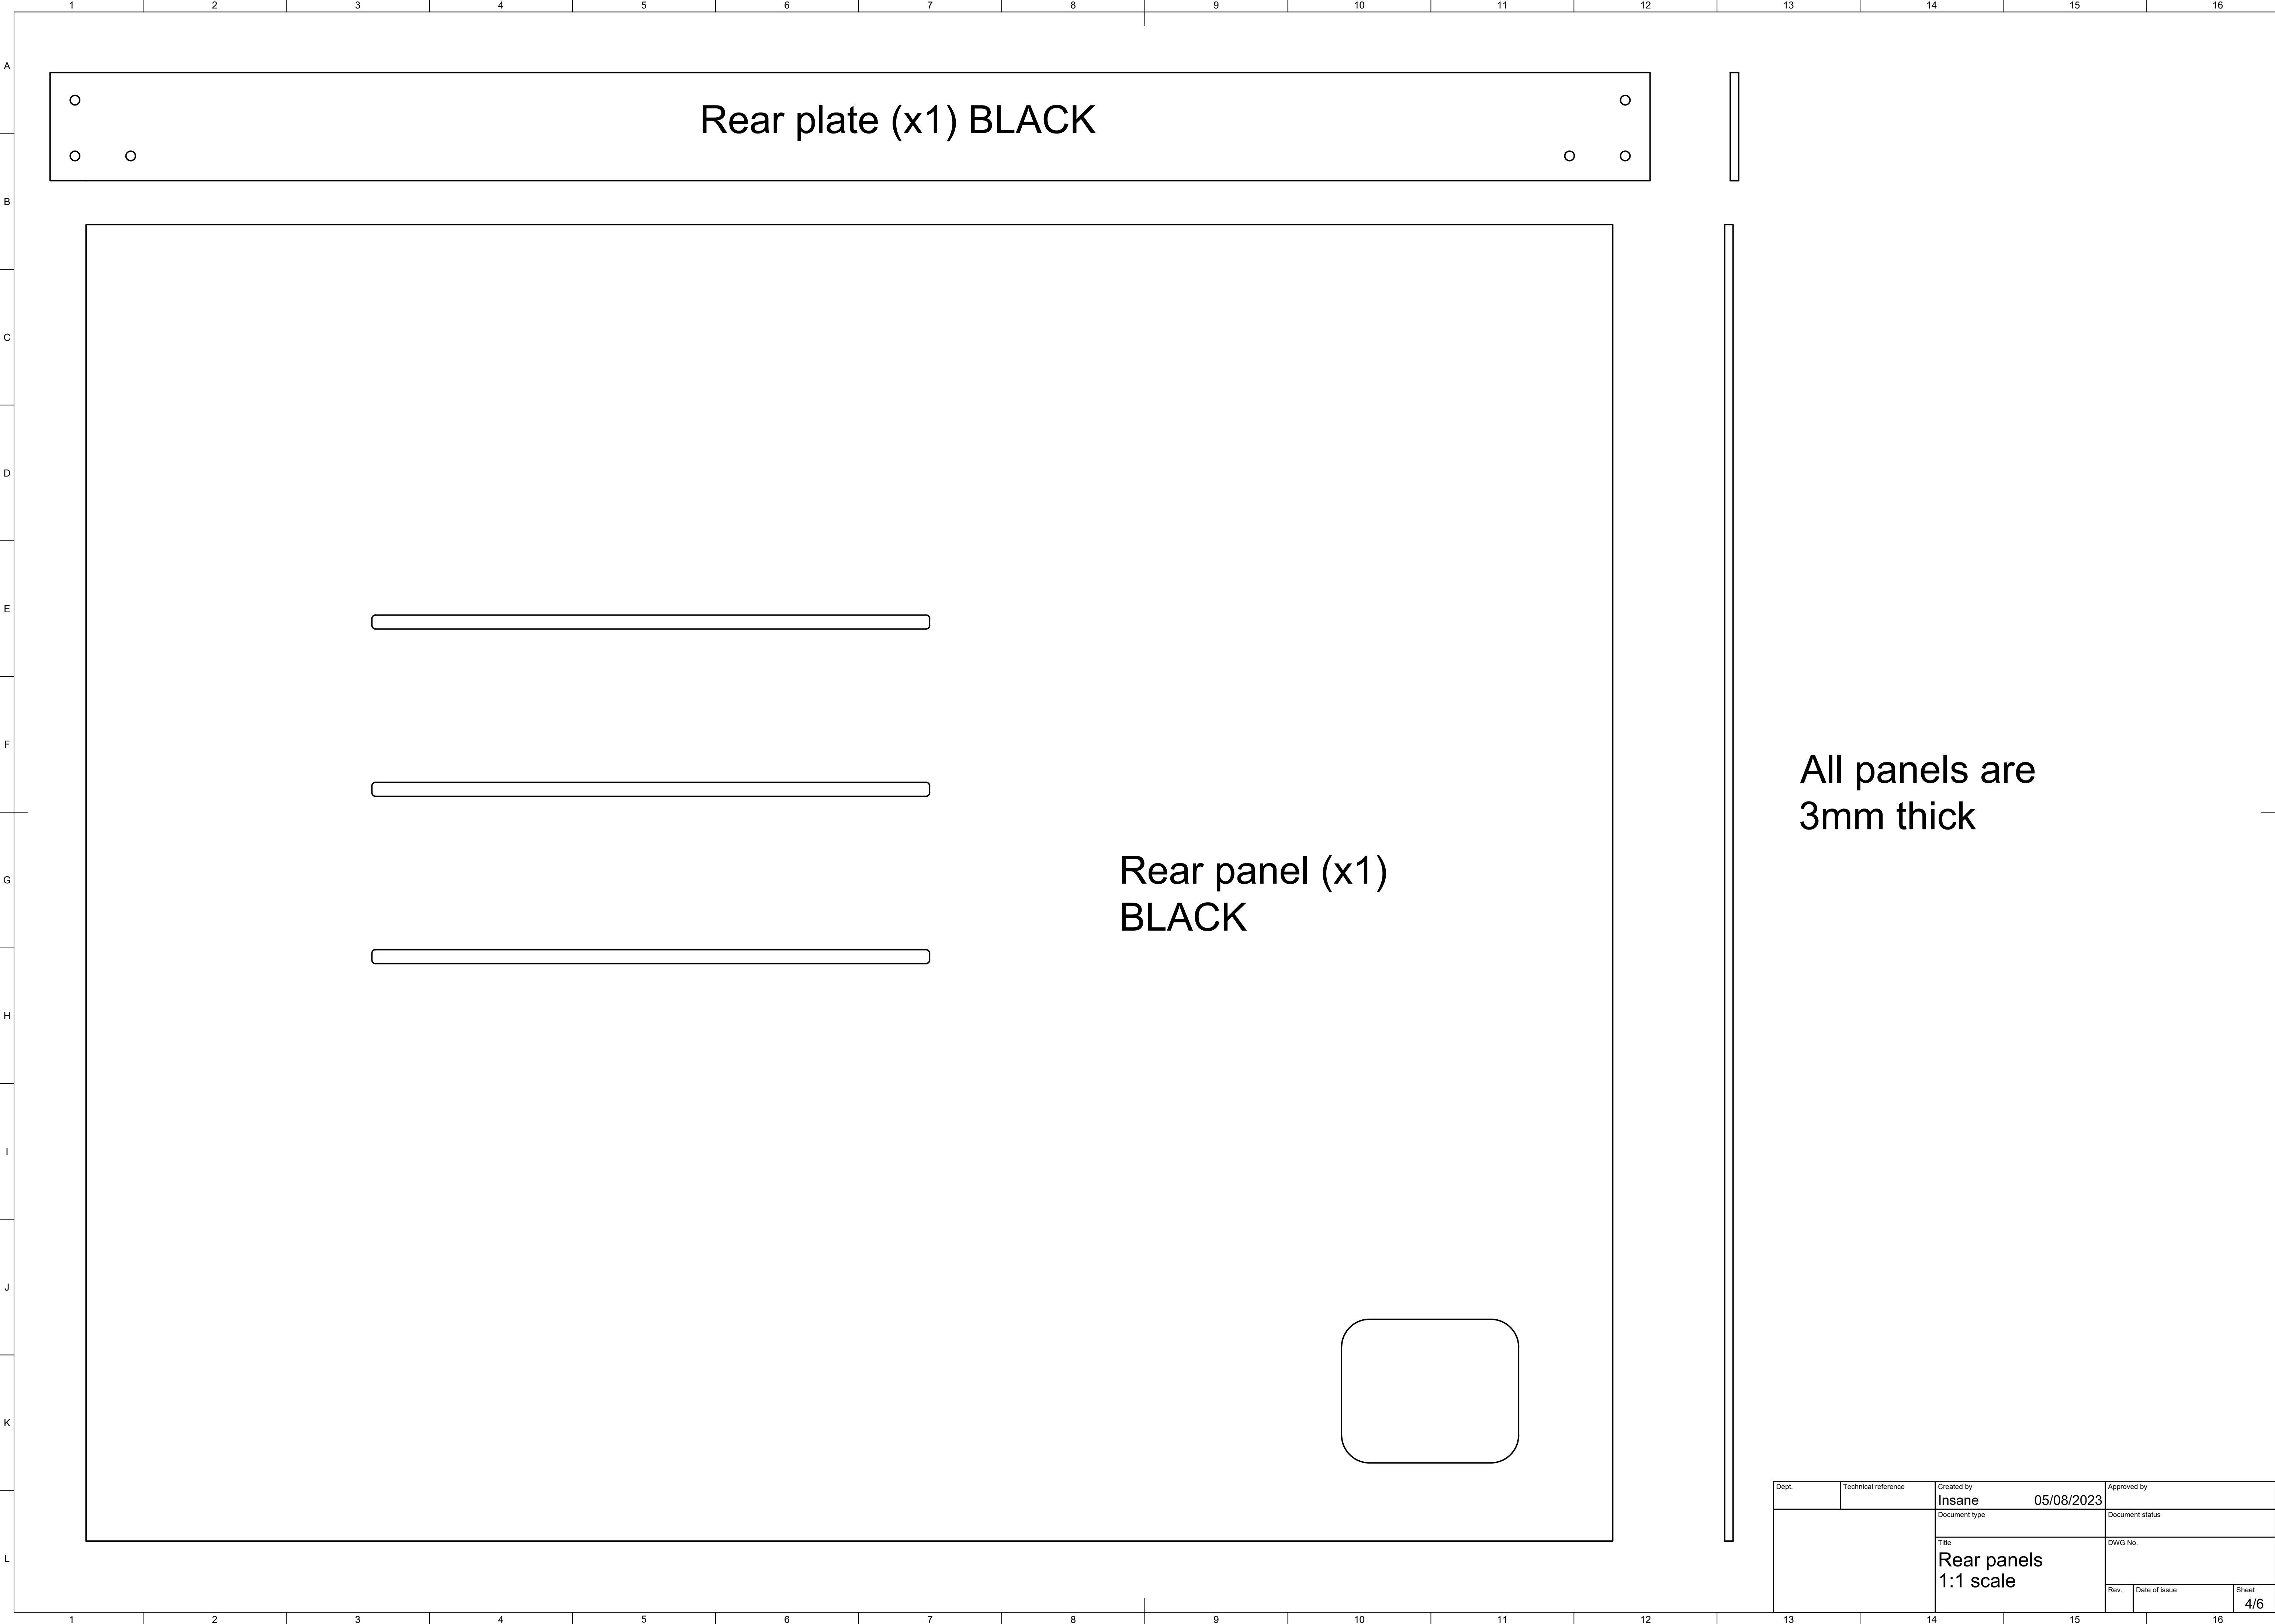 1 2 3 4 5 6 7 8 9 10 11 12 13 14 15 16
A
Rear plate (x1) BLACK
B
C
D
E
F
All panels are
3mm thick
Rear panel (x1)
BLACK
G
H
I
J
K
L
Dept. Technical reference Created by Approved by
Insane 05/08/2023
Document type Document status
Title DWG No.
Rear panels
1:1 scale
Rev. Date of issue Sheet
4/6
1 2 3 4 5 6 7 8 9 10 11 12 13 14 15 16